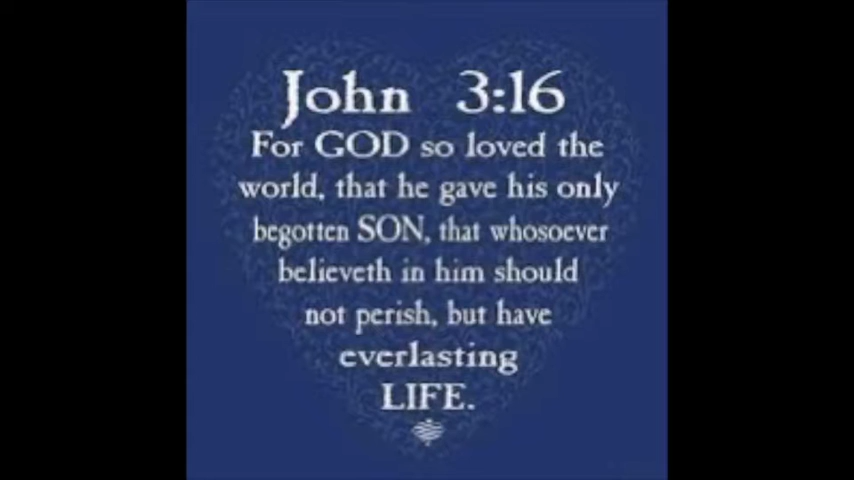 John 3:16
For GOD so loved the
world, that he gave his only
begotten SON, that whosoever
believeth in him should
not perish, but have
everlasting
LIFE.